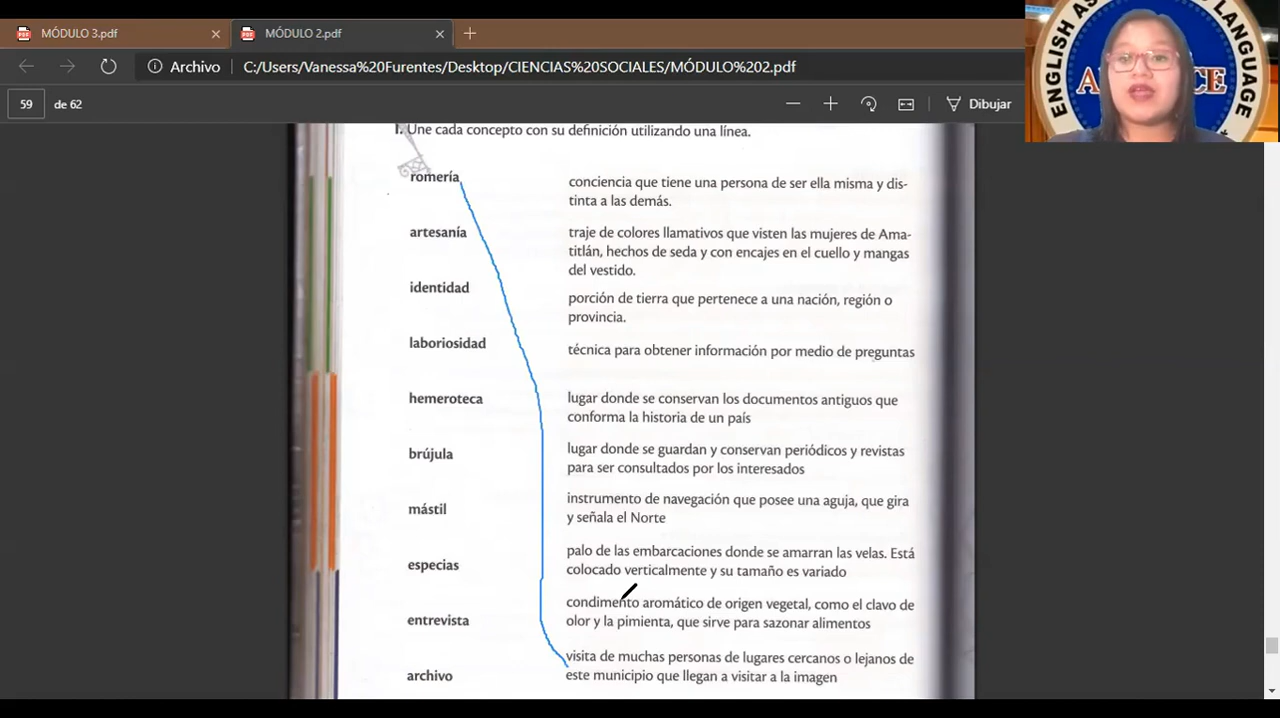 MÓDULO 3.pdf
MÓDULO 2.pdf
Archivo
C:/Users/Vanessa%20Furentes/Desktop/CIENCIAS%20SOCIALES/MÓDULO%202.pdf
59
de 62
Dibujar
ENGLISH AS
LANGUAGE
I. Une cada concepto con su definición utilizando una línea.
romería
artesanía
identidad
laboriosidad
hemeroteca
brújula
mástil
especias
entrevista
archivo
conciencia que tiene una persona de ser ella misma y dis-
tinta a las demás.
traje de colores llamativos que visten las mujeres de Ama-
titlán, hechos de seda y con encajes en el cuello y mangas
del vestido.
porción de tierra que pertenece a una nación, región o
provincia.
técnica para obtener información por medio de preguntas
lugar donde se conservan los documentos antiguos que
conforma la historia de un país
lugar donde se guardan y conservan periódicos y revistas
para ser consultados por los interesados
instrumento de navegación que posee una aguja, que gira
y señala el Norte
palo de las embarcaciones donde se amarran las velas. Está
colocado verticalmente y su tamaño es variado
condimento aromático de origen vegetal, como el clavo de
olor y la pimienta, que sirve para sazonar alimentos
visita de muchas personas de lugares cercanos o lejanos de
este municipio que llegan a visitar a la imagen